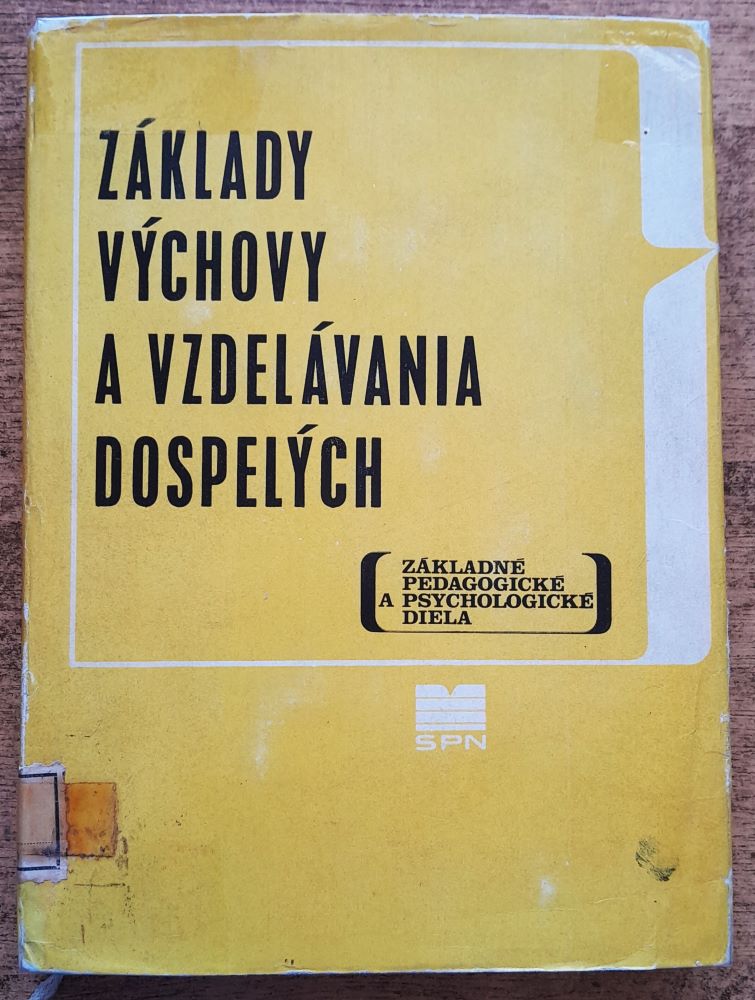 ZÁKLADY
VÝCHOVY
A VZDELÁVANIA
DOSPELÝCH
ZÁKLADNÉ
PEDAGOGICKÉ
A PSYCHOLOGICKÉ
DIELA
SPN